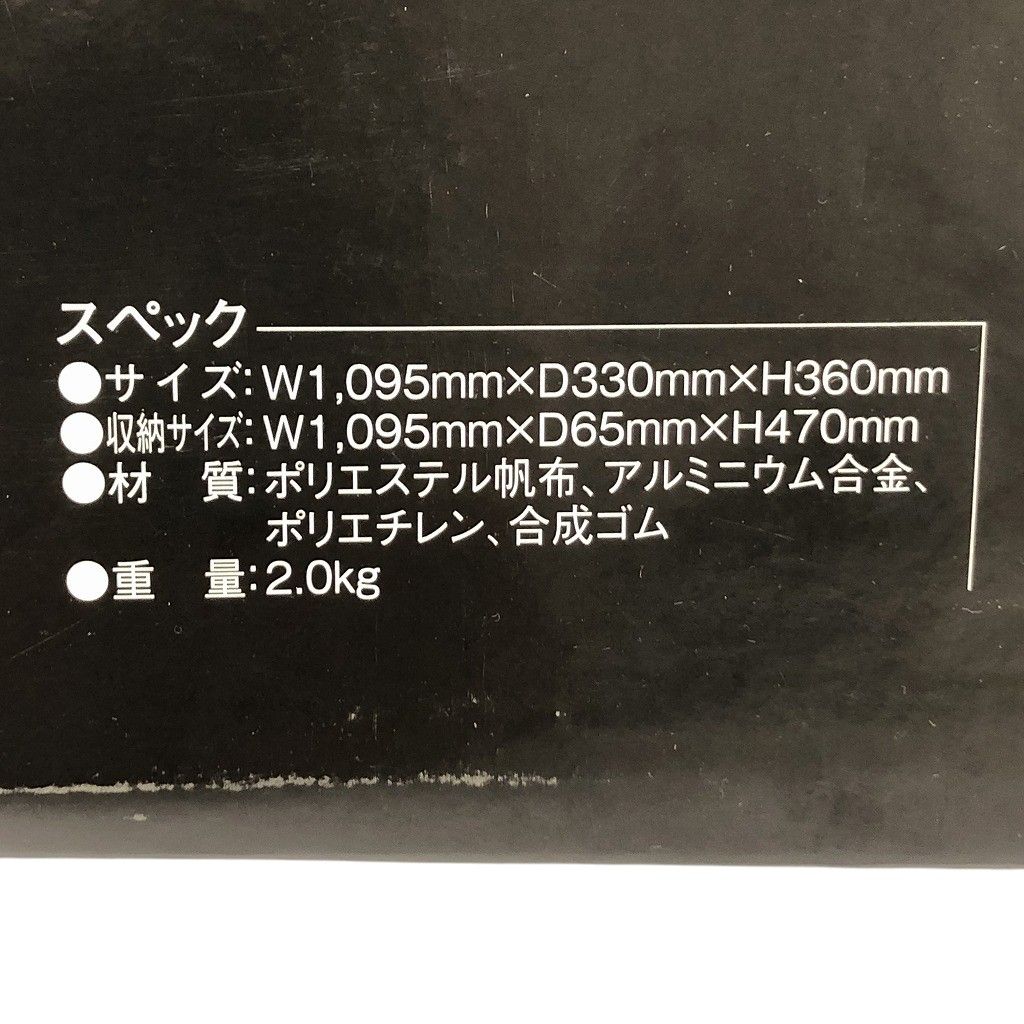 スペック
●サイズ:W1,095mm×D330mm×H360mm
●収納サイズ:W1,095mm×D65mm×H470mm
●材　質:ポリエステル帆布、アルミニウム合金、
ポリエチレン、合成ゴム
●重　量:2.0kg